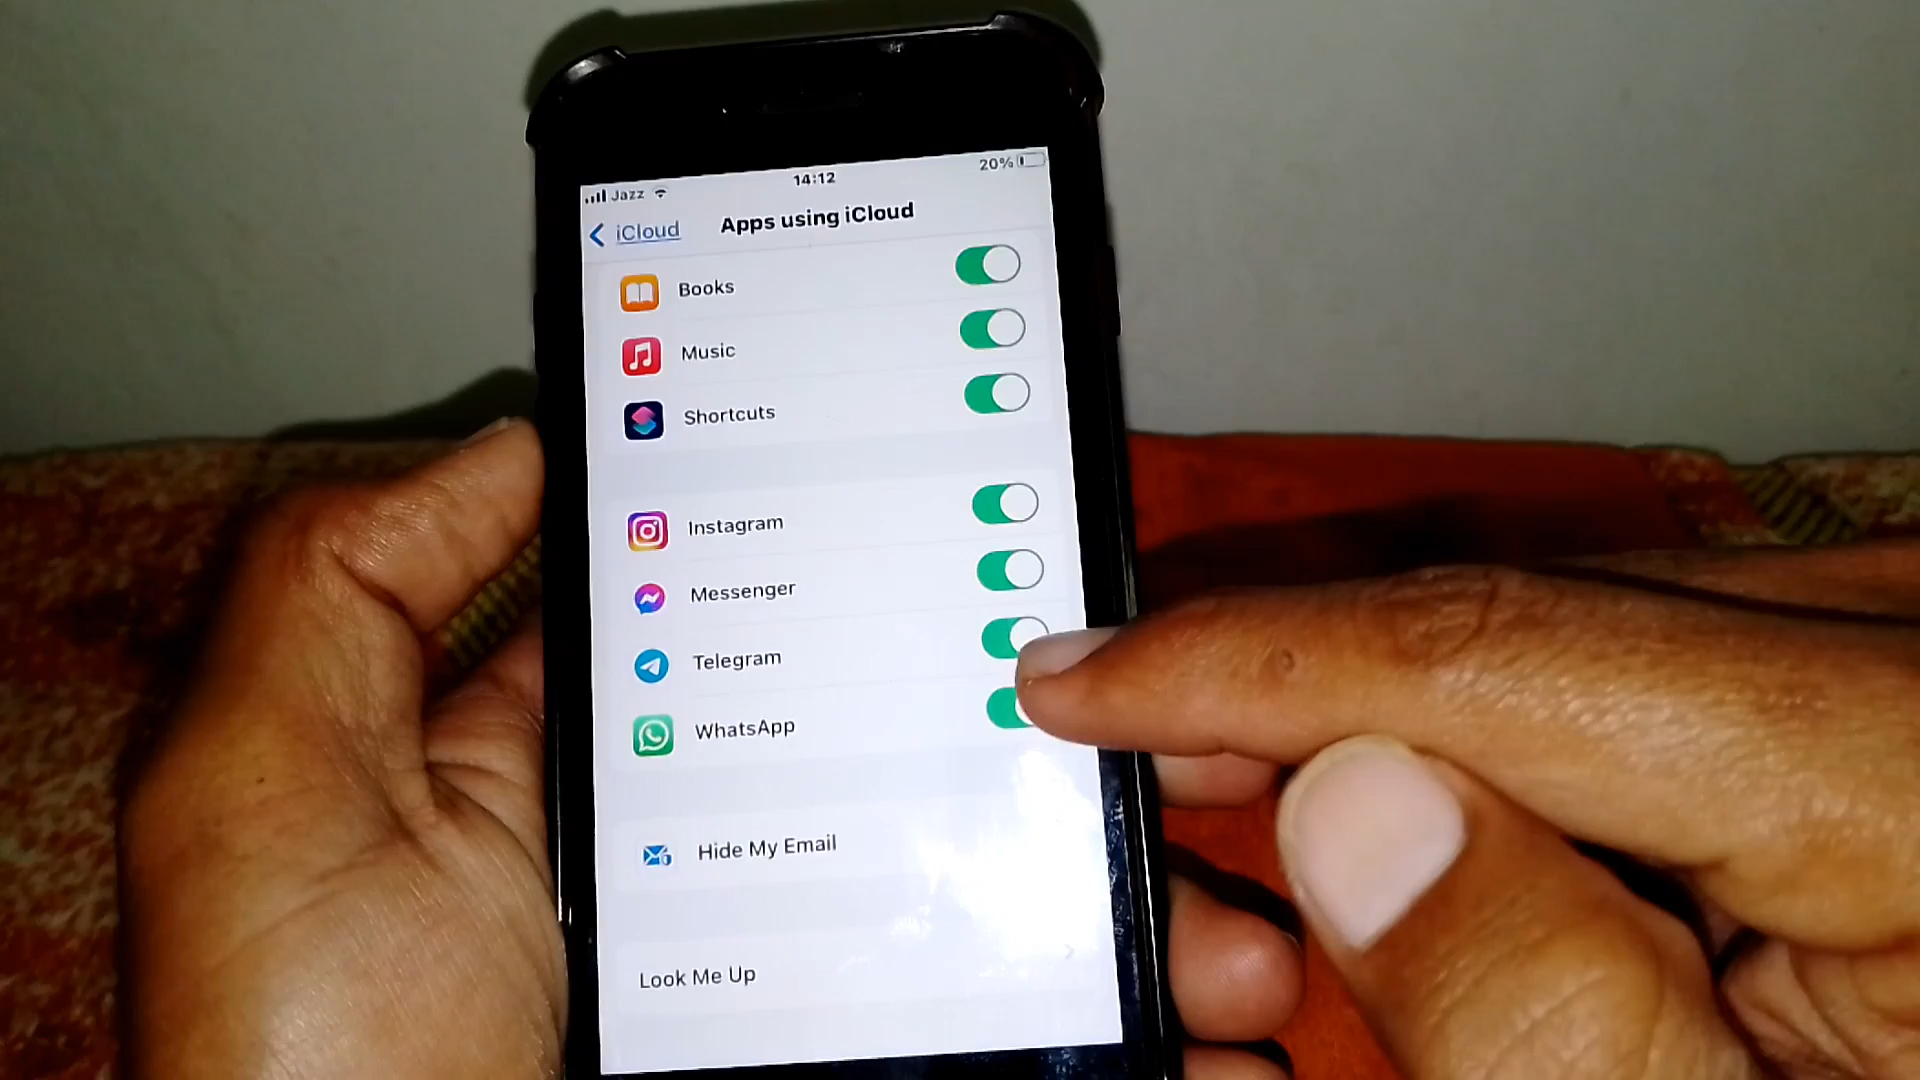 Jazz 14:12 20%
iCloud Apps using iCloud
Books
Music
Shortcuts
Instagram
Messenger
Telegram
WhatsApp
Hide My Email
Look Me Up